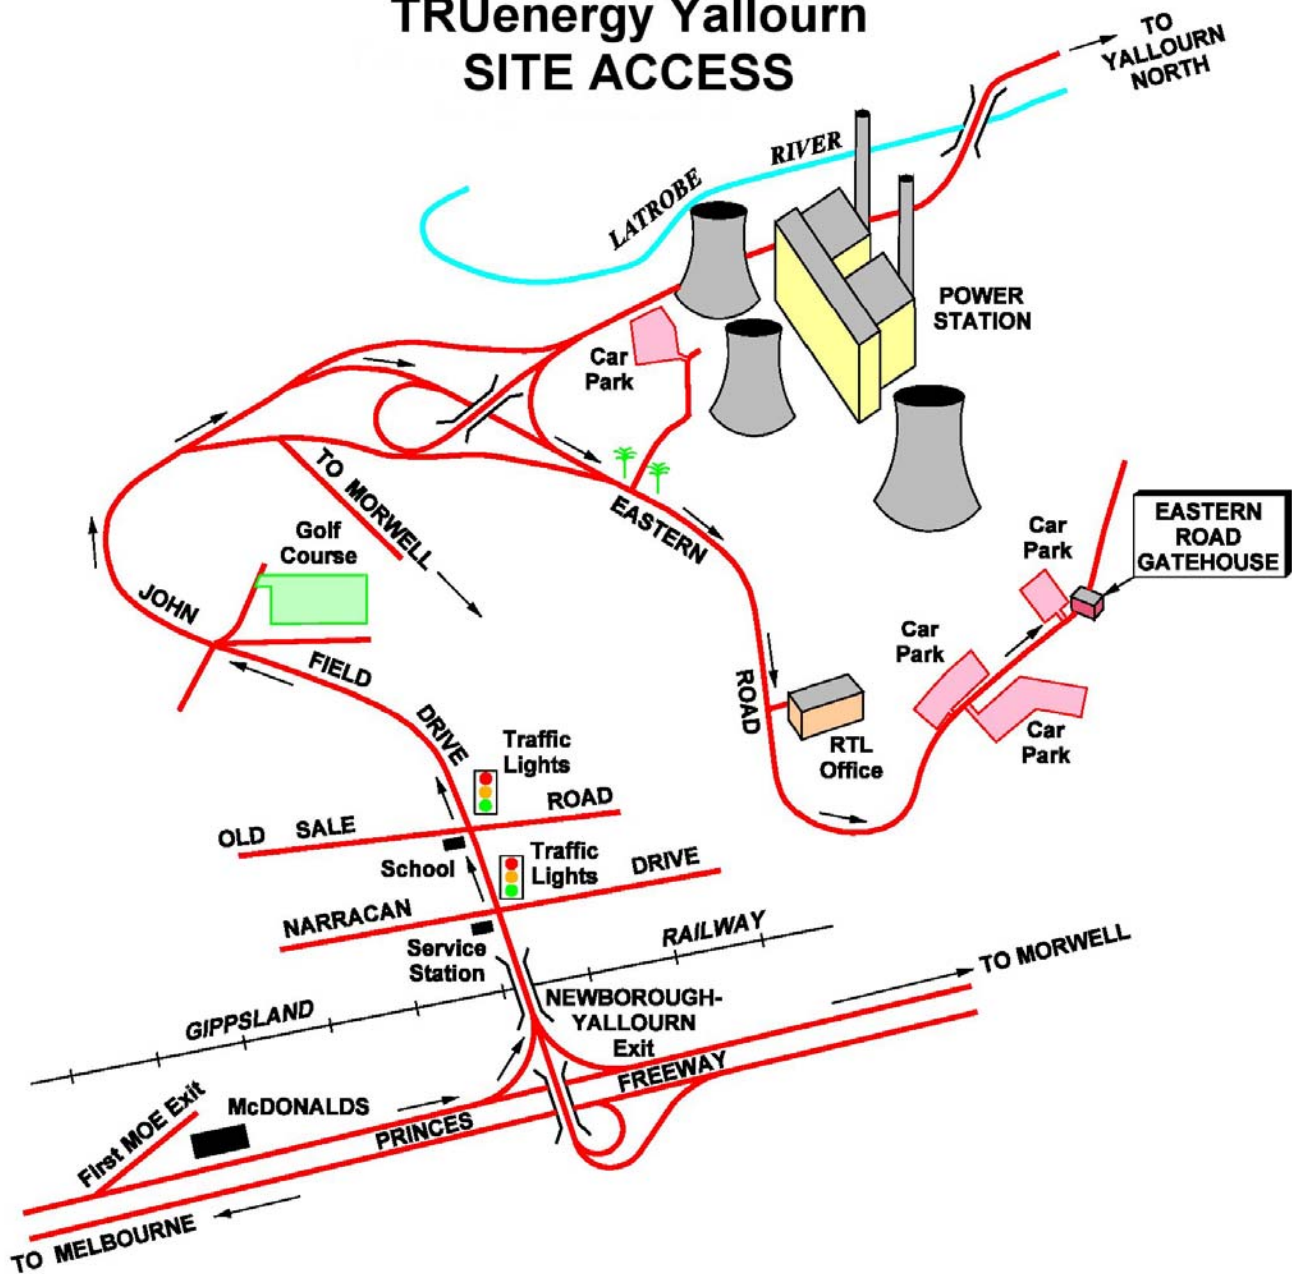 TRUenergy Yallourn
SITE ACCESS
TO
YALLOURN
NORTH
LATROBE RIVER
POWER
STATION
Car
Park
TO MORWELL
EASTERN
ROAD
Golf
Course
EASTERN
ROAD
GATEHOUSE
Car
Park
Car
Park
Car
Park
RTL
Office
JOHN
FIELD
DRIVE
Traffic
Lights
OLD SALE ROAD
School
Traffic
Lights
NARRACAN DRIVE
Service
Station
GIPPSLAND RAILWAY
NEWBOROUGH-
YALLOURN
Exit
TO MORWELL
First MOE Exit
McDONALDS
PRINCES FREEWAY
TO MELBOURNE